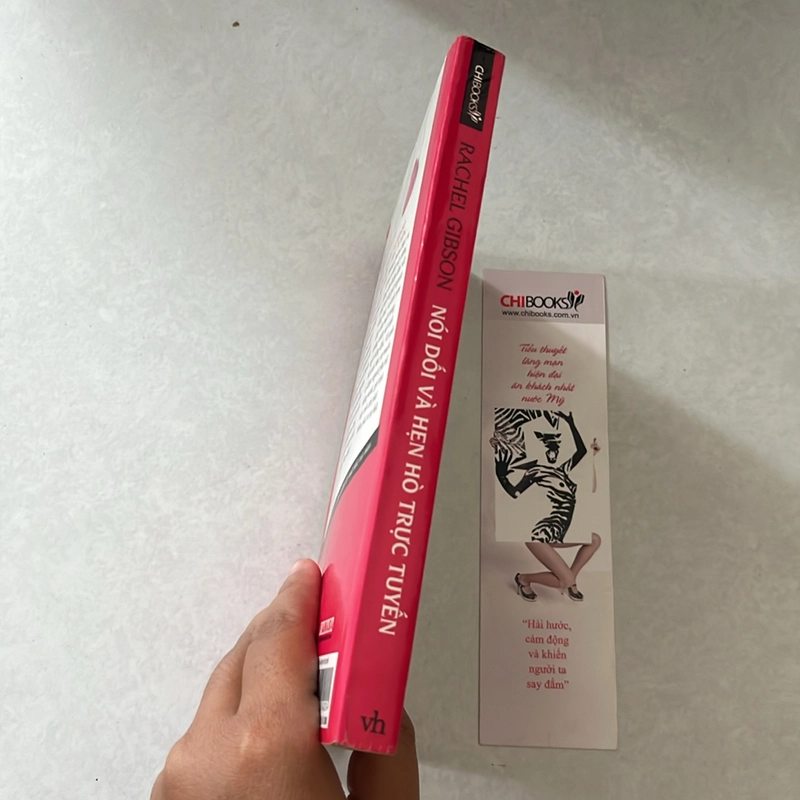 CHIBOOKS
RACHEL GIBSON
NÓI DỐI VÀ HẸN HÒ TRỰC TUYẾN
vh
CHIBOOKS
www.chibooks.com.vn
Tiểu thuyết
lãng mạn
hiện đại
ăn khách nhất
nước Mỹ
“Hài hước,
cảm động
và khiến
người ta
say đắm”